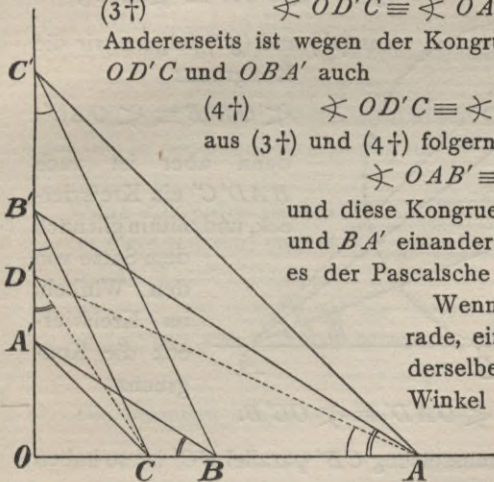 (3†) ∢ OD′C ≡ ∢ OA
Andererseits ist wegen der Kongru
OD′C und OBA′ auch
(4†) ∢ OD′C ≡ ∢
aus (3†) und (4†) folgern
∢ OAB′ ≡
und diese Kongrue
und BA′ einander
es der Pascalsche
Wenn
rade, ein
derselbe
Winkel
C′
B′
D′
A′
O
C
B
A